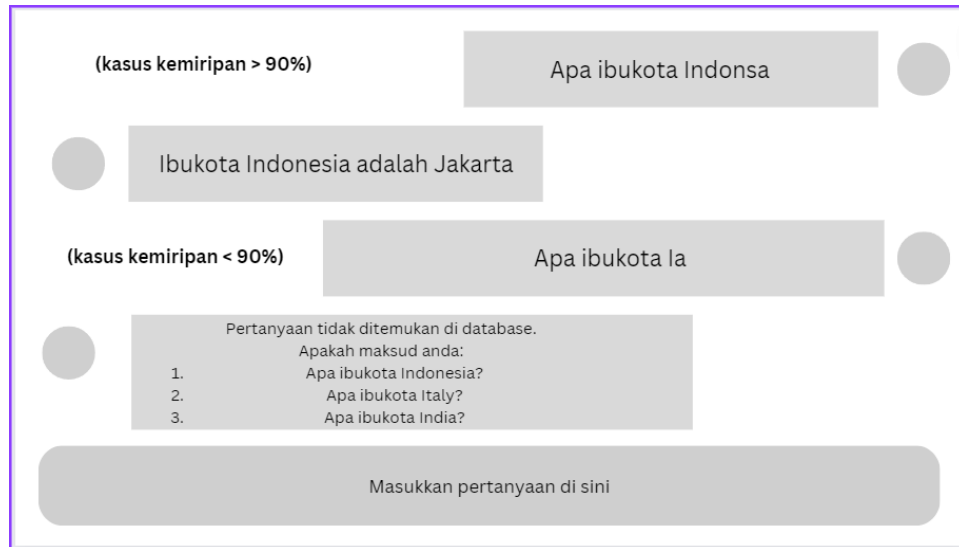 (kasus kemiripan > 90%)
Apa ibukota Indonsa
Ibukota Indonesia adalah Jakarta
(kasus kemiripan < 90%)
Apa ibukota Ia
Pertanyaan tidak ditemukan di database.
Apakah maksud anda:
1. Apa ibukota Indonesia?
2. Apa ibukota Italy?
3. Apa ibukota India?
Masukkan pertanyaan di sini